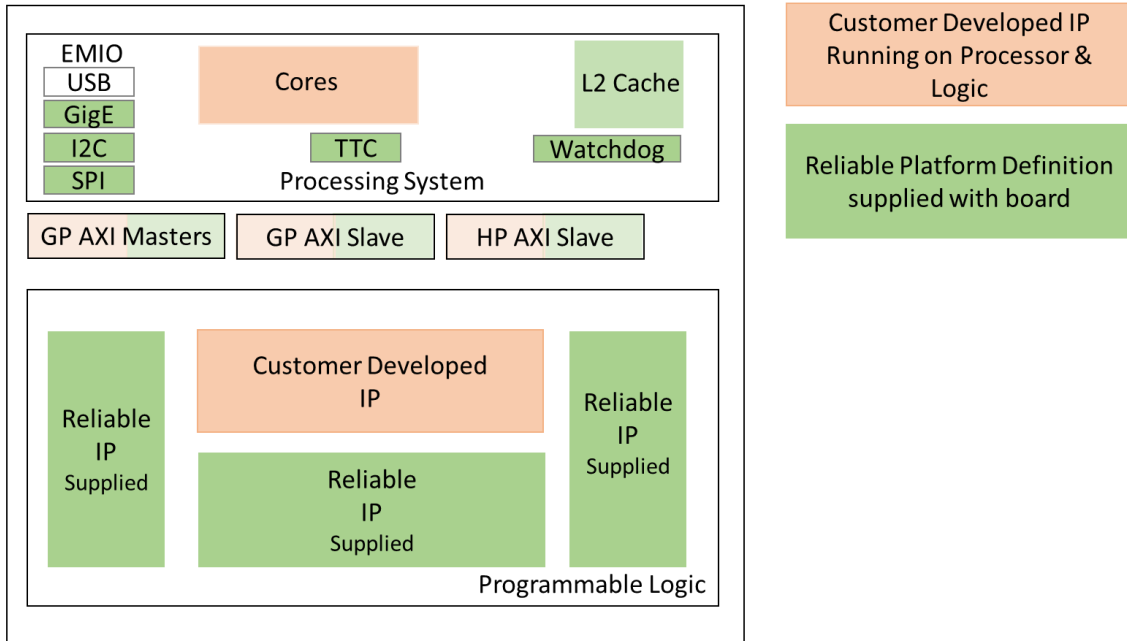 EMIO
USB
GigE
I2C
SPI
Cores
TTC
L2 Cache
Watchdog
Processing System
GP AXI Masters
GP AXI Slave
HP AXI Slave
Reliable
IP
Supplied
Customer Developed
IP
Reliable
IP
Supplied
Reliable
IP
Supplied
Programmable Logic
Customer Developed IP
Running on Processor &
Logic
Reliable Platform Definition
supplied with board